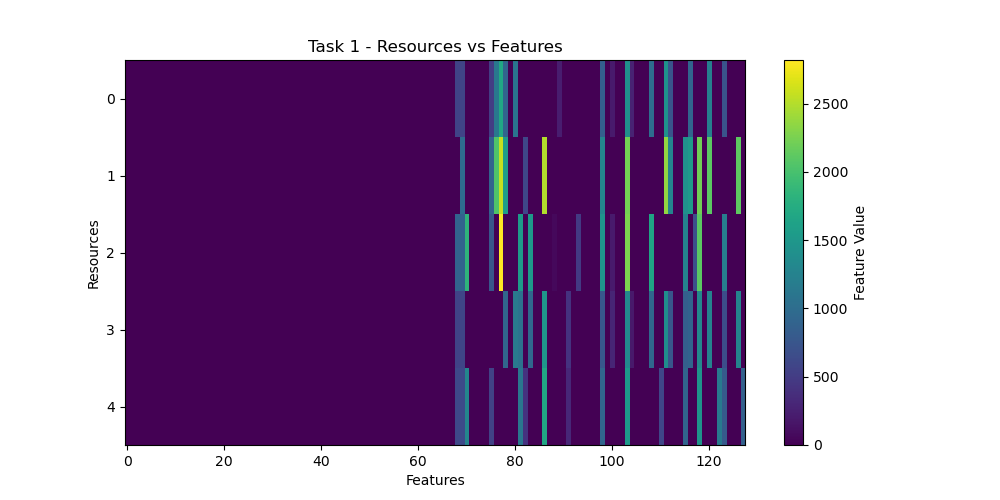 Task 1 - Resources vs Features
Resources
0
1
2
3
4
0 20 40 60 80 100 120
Features
2500
2000
1500
1000
500
0
Feature Value